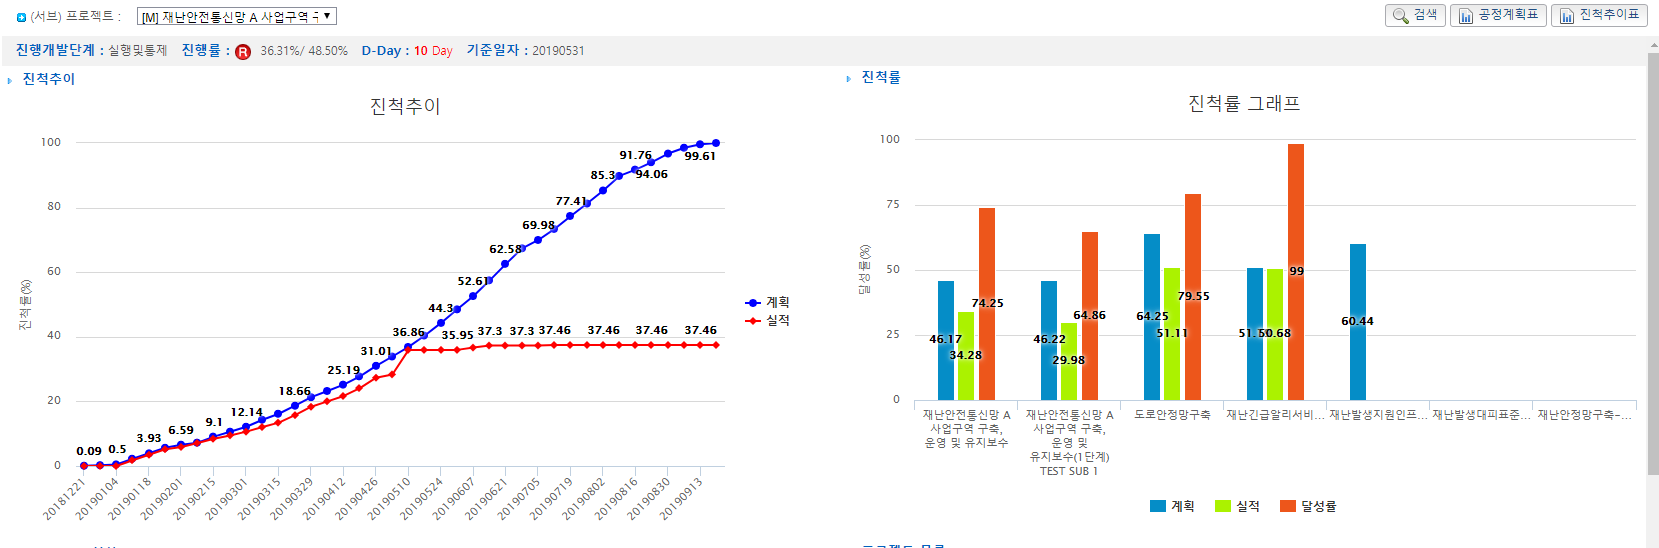 (서브) 프로젝트 : [M] 재난안전통신망 A 사업구역 구 검색 공정계획표 진척추이표
진행개발단계 : 실행및통제 진행률 : R 36.31%/ 48.50% D-Day : 10 Day 기준일자 : 20190531
진척추이
진척추이
진척률(%)
100
80
60
40
20
0
0.09 0.5 3.93 6.59 9.1 12.14 18.66 25.19 31.01 36.86 44.3 52.61 62.58 69.98 77.41 85.3 91.76 94.06 99.61
35.95 37.3 37.3 37.46 37.46 37.46 37.46
20181221 20190104 20190118 20190201 20190215 20190301 20190315 20190329 20190412 20190426 20190510 20190524 20190607 20190621 20190705 20190719 20190802 20190816 20190830 20190913
계획
실적
진척률
진척률 그래프
달성률(%)
100
75
50
25
0
46.17 34.28 74.25
46.22 29.98 64.86
64.25 51.11 79.55
50.68 99
60.44
재난안전통신망 A
사업구역 구축,
운영 및 유지보수
재난안전통신망 A
사업구역 구축,
운영 및
유지보수(1단계)
TEST SUB 1
도로안정망구축
재난긴급알리서비...
재난발생지원인프...
재난발생대피표준...
재난안정망구축-...
계획 실적 달성률